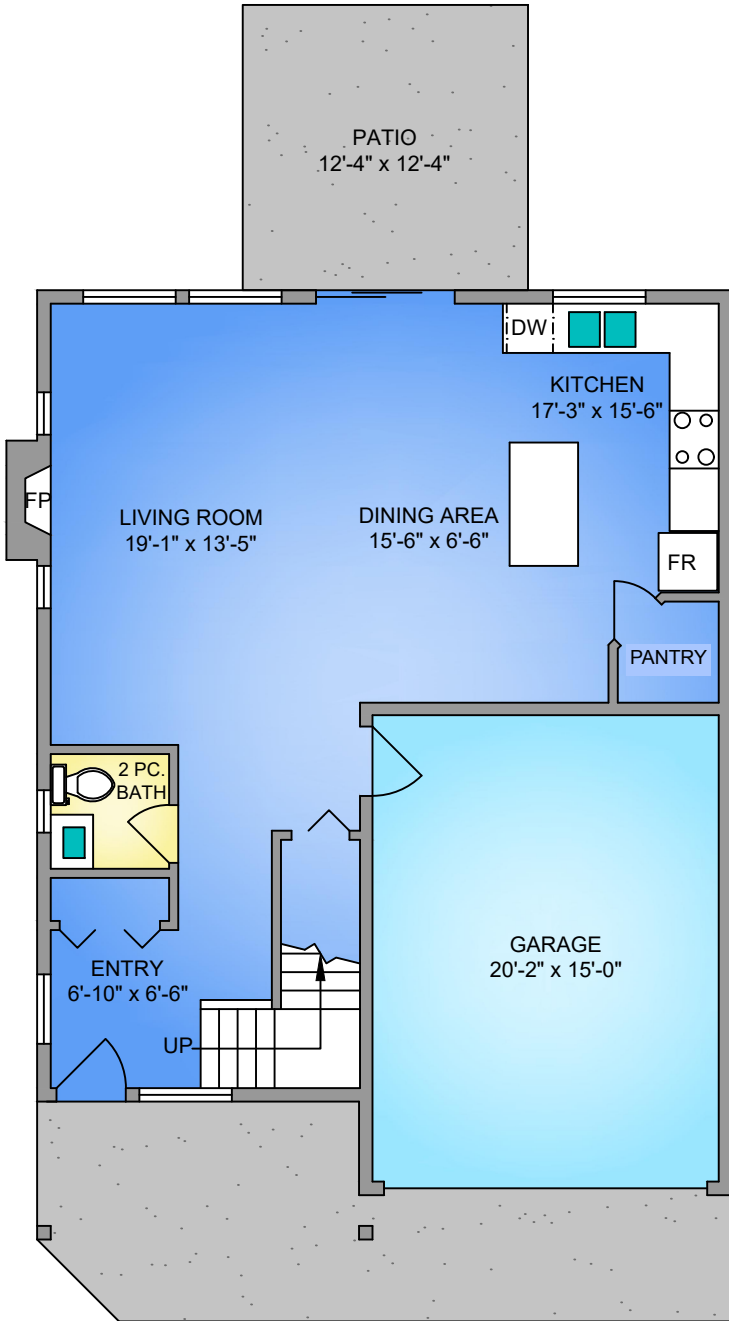 PATIO
12'-4" x 12'-4"
DW
KITCHEN
17'-3" x 15'-6"
FP
LIVING ROOM
19'-1" x 13'-5"
DINING AREA
15'-6" x 6'-6"
FR
PANTRY
2 PC.
BATH
GARAGE
20'-2" x 15'-0"
ENTRY
6'-10" x 6'-6"
UP